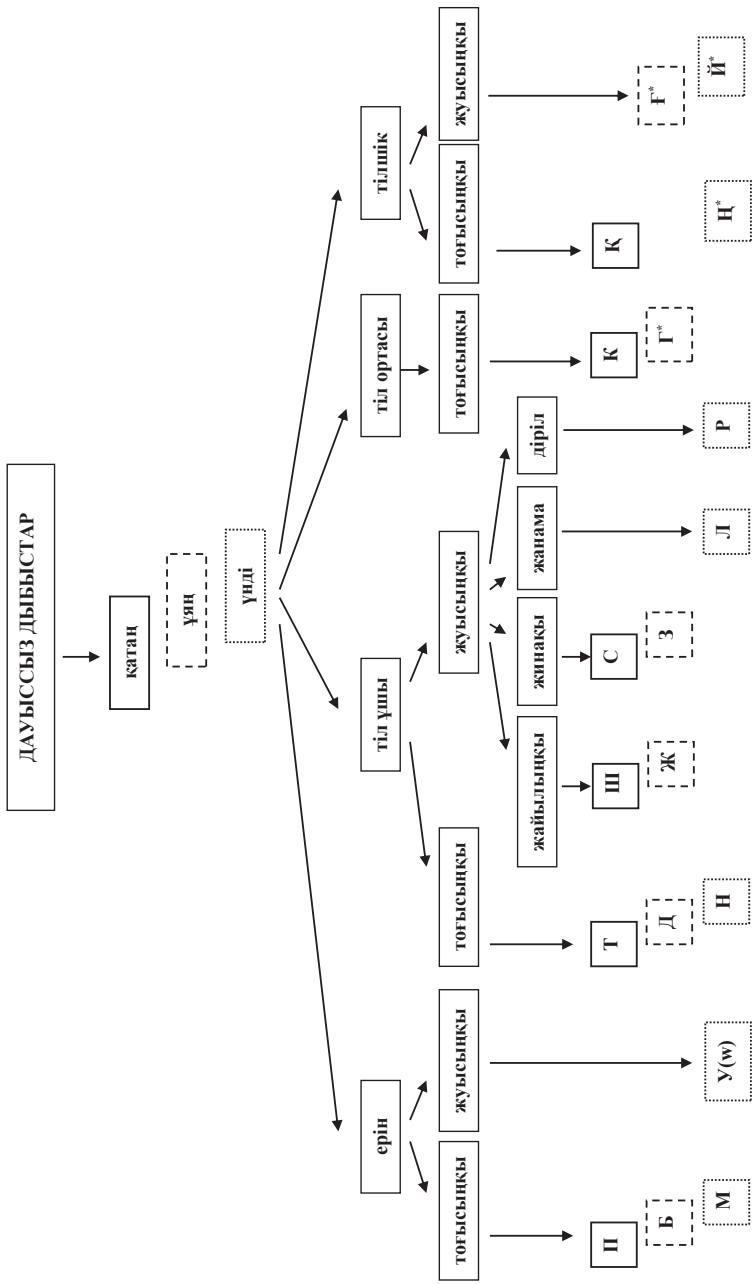 ДАУЫССЫЗ ДЫБЫСТАР
қатаң
ұяң
үнді
ерін
тіл ұшы
тіл ортасы
тілшік
тоғысыңқы
жуысыңқы
тоғысыңқы
жуысыңқы
тоғысыңқы
тоғысыңқы
жуысыңқы
жайылыңқы
жинақы
жанама
діріл
П
Т
Ш
С
К
Қ
Б
Д
Ж
З
Г*
Ғ*
М
У(w)
Н
Л
Р
Ң*
Й*